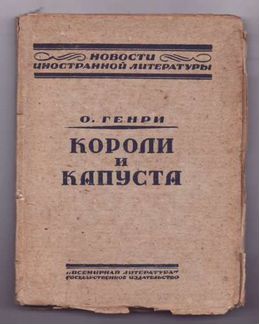 НОВОСТИ
ИНОСТРАННОЙ ЛИТЕРАТУРЫ
О. ГЕНРИ
КОРОЛИ
И
КАПУСТА
„ВСЕМИРНАЯ ЛИТЕРАТУРА"
ГОСУДАРСТВЕННОЕ ИЗДАТЕЛЬСТВО